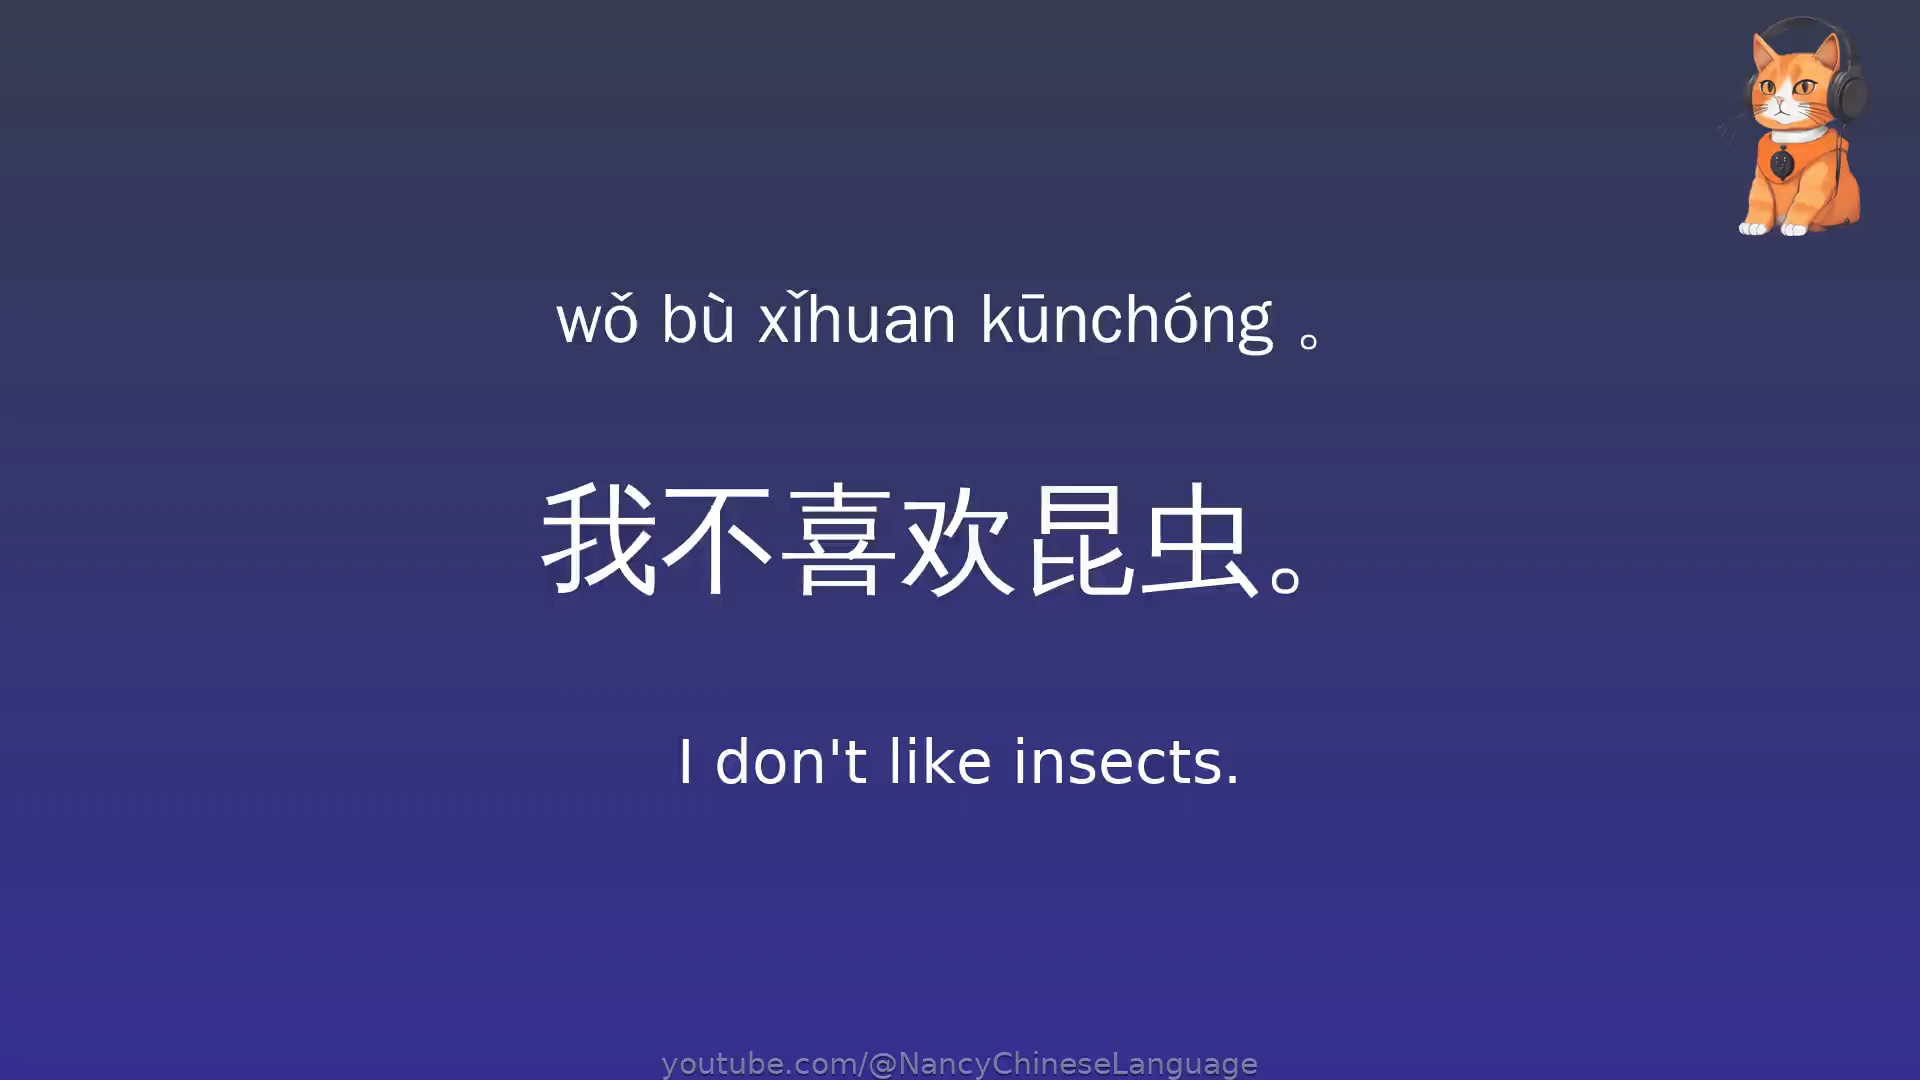 wǒ bù xǐhuan kūnchóng 。
我不喜欢昆虫。
I don't like insects.
youtube.com/@NancyChineseLanguage